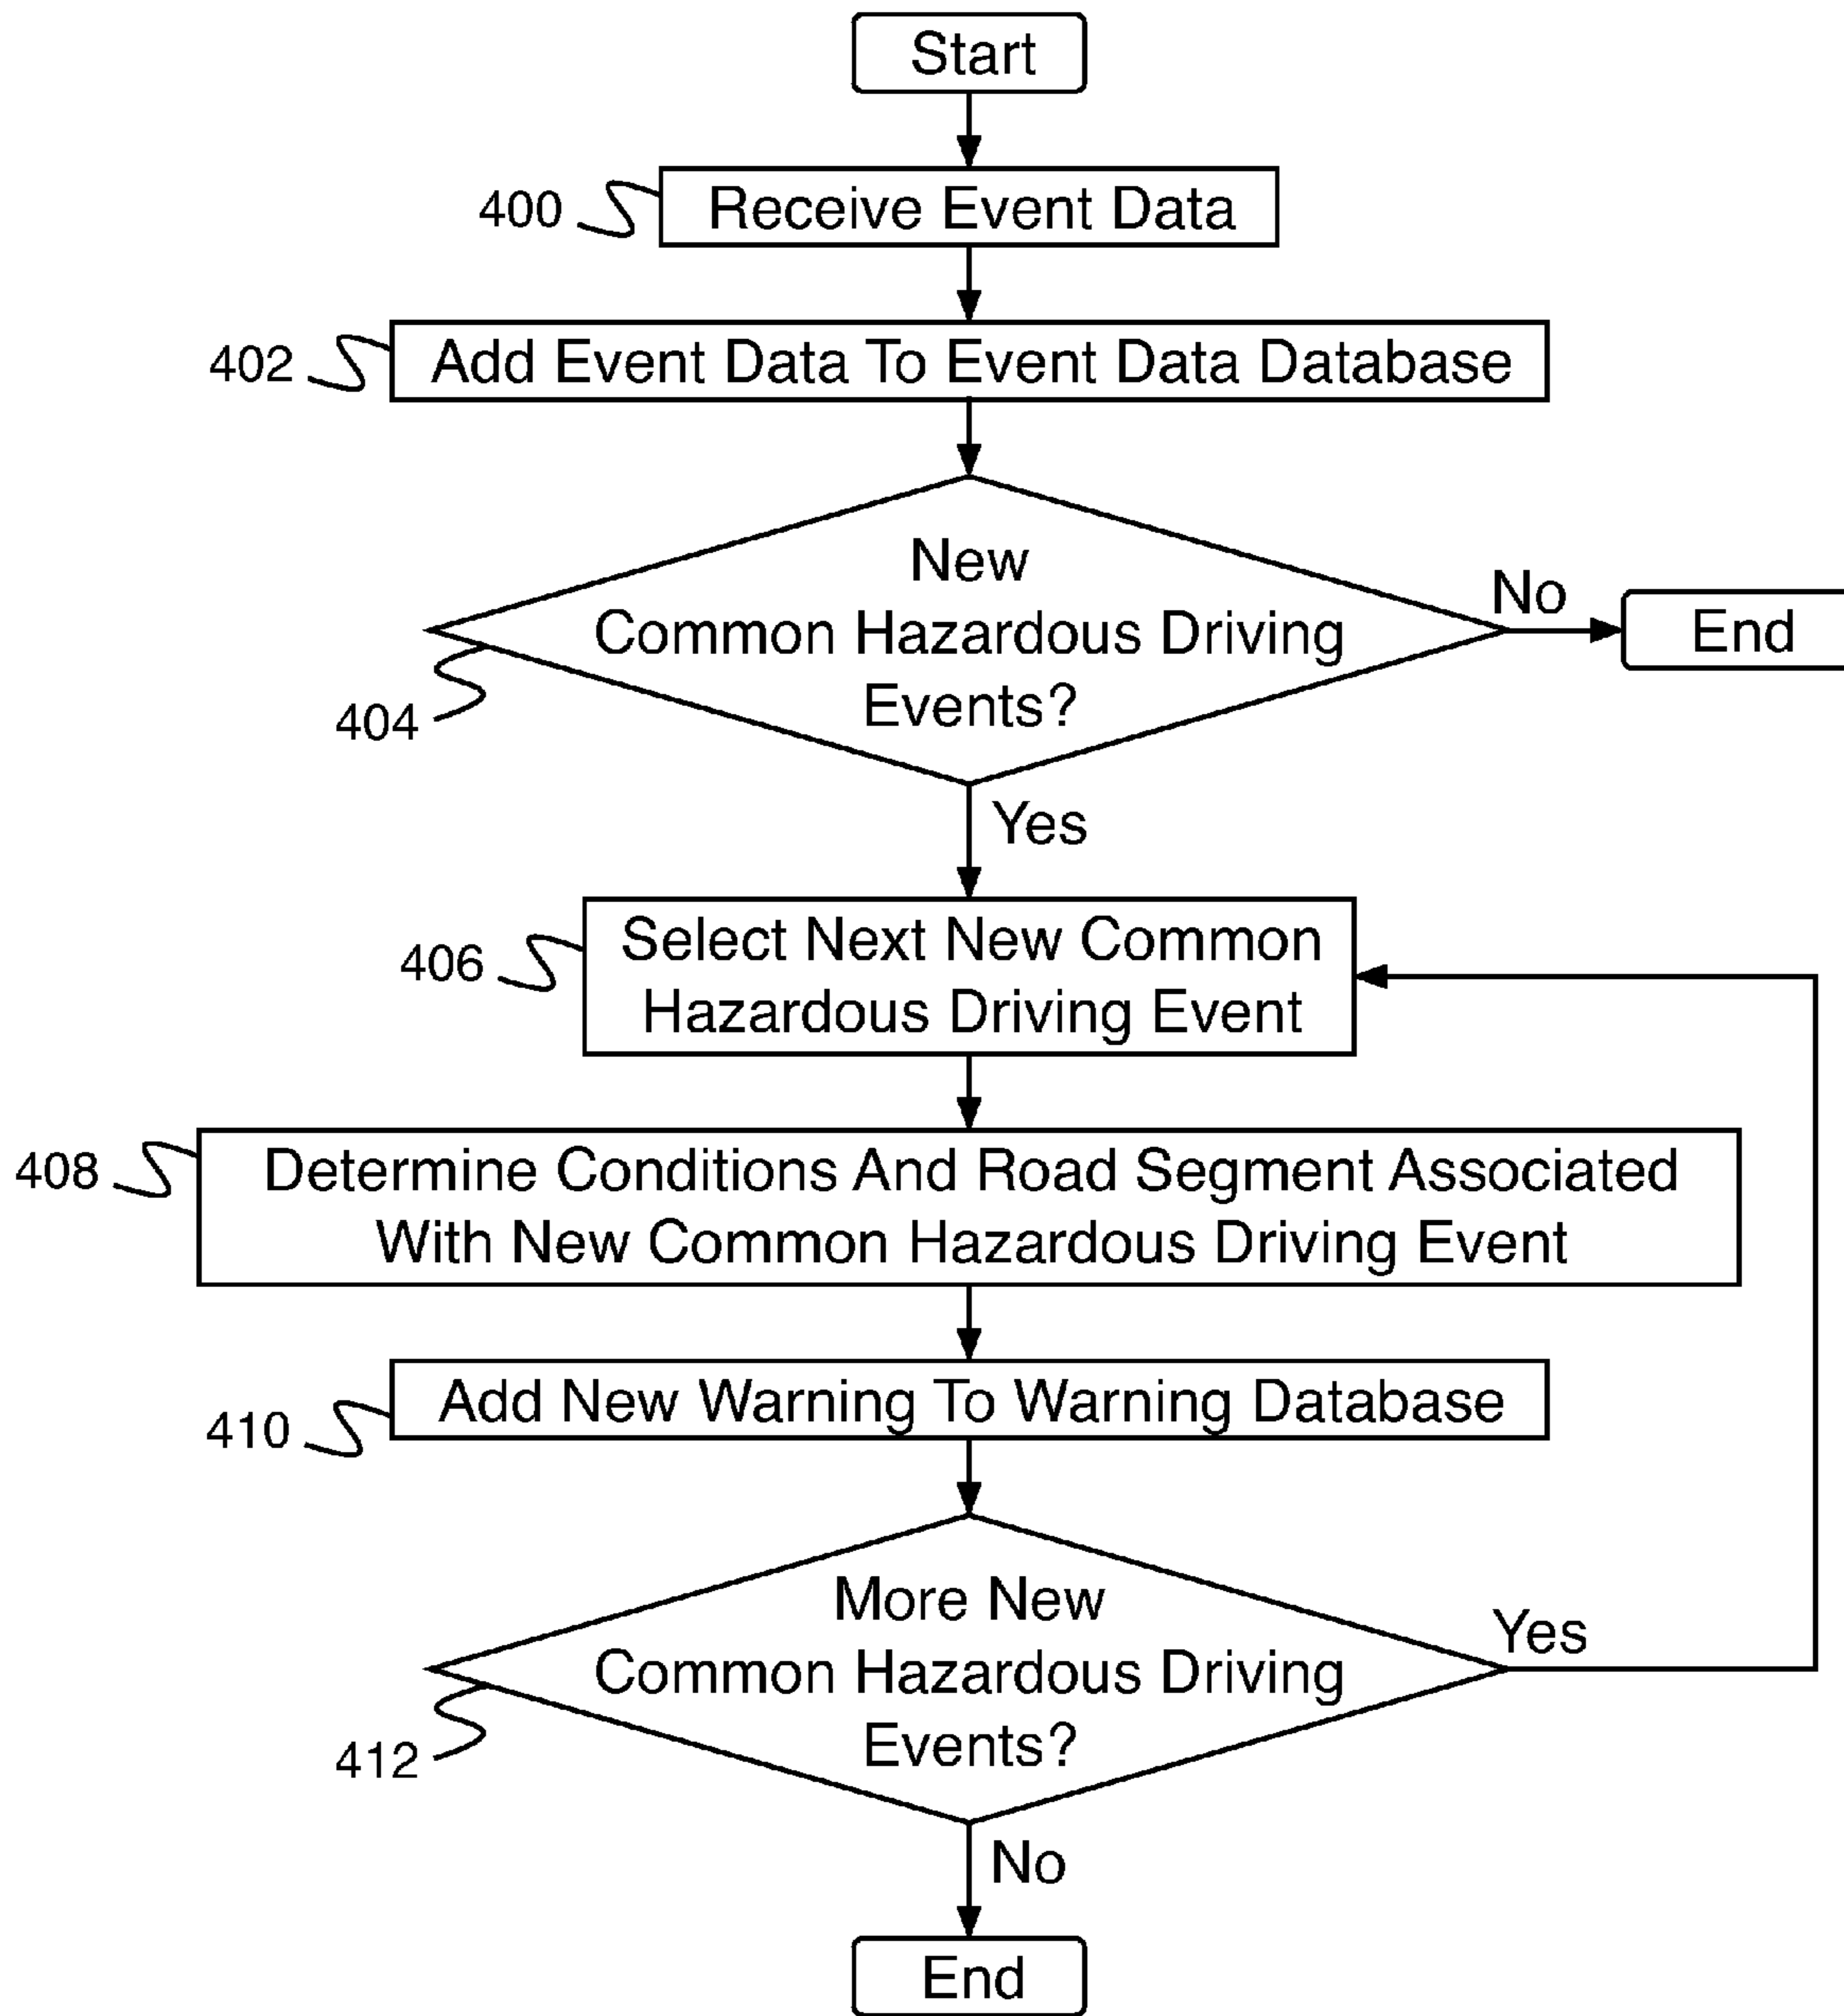 Start
400
Receive Event Data
402
Add Event Data To Event Data Database
New
Common Hazardous Driving
Events?
404
No
End
Yes
406
Select Next New Common
Hazardous Driving Event
408
Determine Conditions And Road Segment Associated
With New Common Hazardous Driving Event
410
Add New Warning To Warning Database
More New
Common Hazardous Driving
Events?
412
Yes
No
End